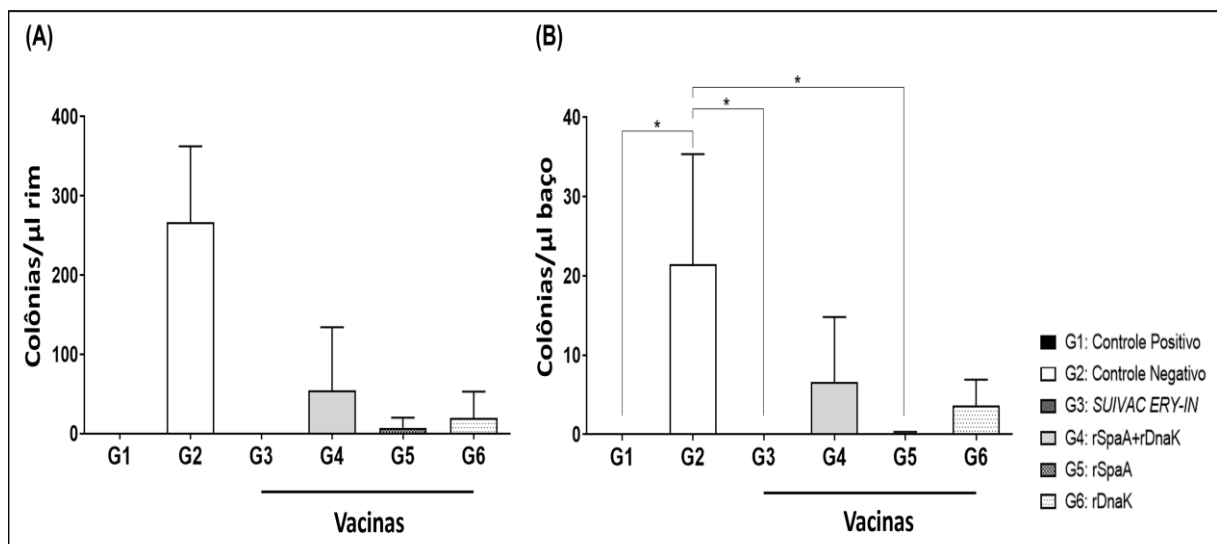 (A)
Colônias/µl rim
400
300
200
100
0
G1 G2 G3 G4 G5 G6
Vacinas
(B)
Colônias/µl baço
40
30
20
10
0
*
*
*
G1 G2 G3 G4 G5 G6
Vacinas
G1: Controle Positivo
G2: Controle Negativo
G3: SUIVAC ERY-IN
G4: rSpaA+rDnaK
G5: rSpaA
G6: rDnaK